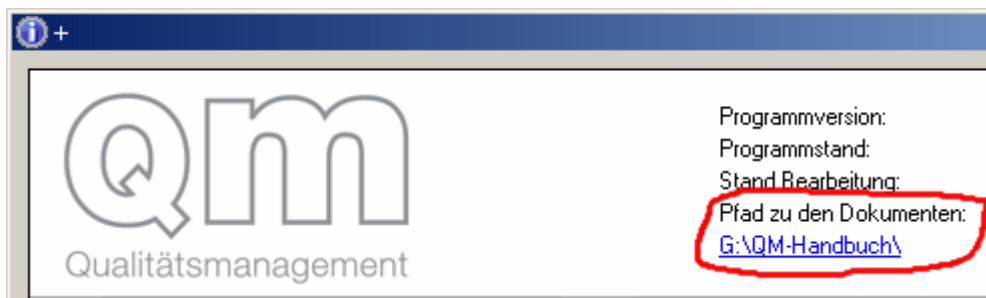 +
Qm
Qualitätsmanagement
Programmversion:
Programmstand:
Stand Bearbeitung:
Pfad zu den Dokumenten:
G:\QM-Handbuch\